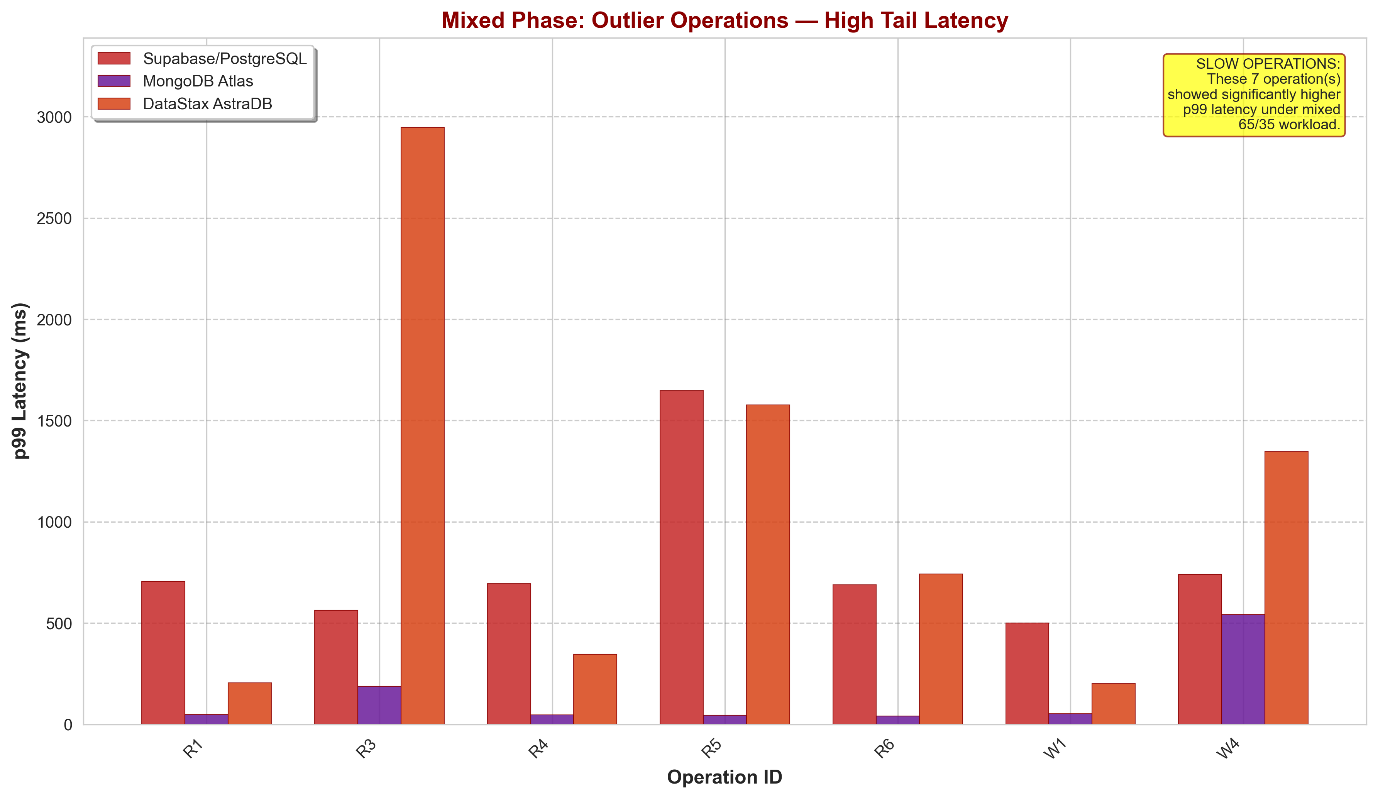 Mixed Phase: Outlier Operations — High Tail Latency
Supabase/PostgreSQL
MongoDB Atlas
DataStax AstraDB
SLOW OPERATIONS:
These 7 operation(s)
showed significantly higher
p99 latency under mixed
65/35 workload.
p99 Latency (ms)
3000
2500
2000
1500
1000
500
0
R1
R3
R4
R5
R6
W1
W4
Operation ID